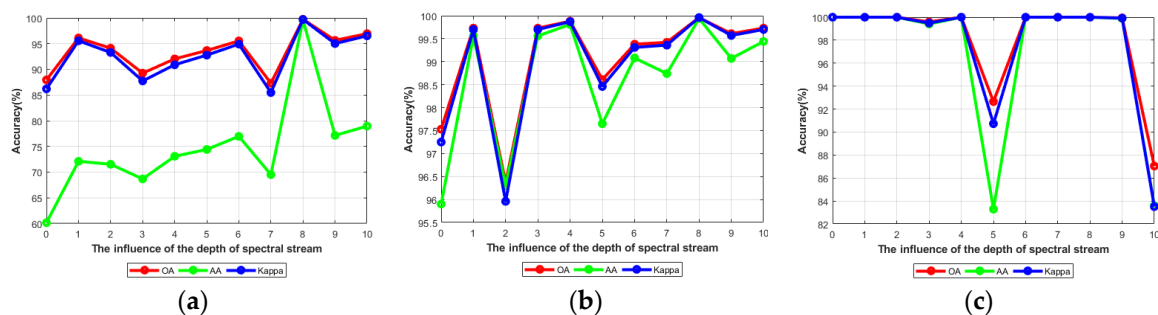 100
95
90
85
80
75
70
65
60
Accuracy(%)
0 1 2 3 4 5 6 7 8 9 10
The influence of the depth of spectral stream
OA AA Kappa
(a)
100
99.5
99
98.5
98
97.5
97
96.5
96
95.5
Accuracy(%)
0 1 2 3 4 5 6 7 8 9 10
The influence of the depth of spectral stream
OA AA Kappa
(b)
100
98
96
94
92
90
88
86
84
82
Accuracy(%)
0 1 2 3 4 5 6 7 8 9 10
The influence of the depth of spectral stream
OA AA Kappa
(c)